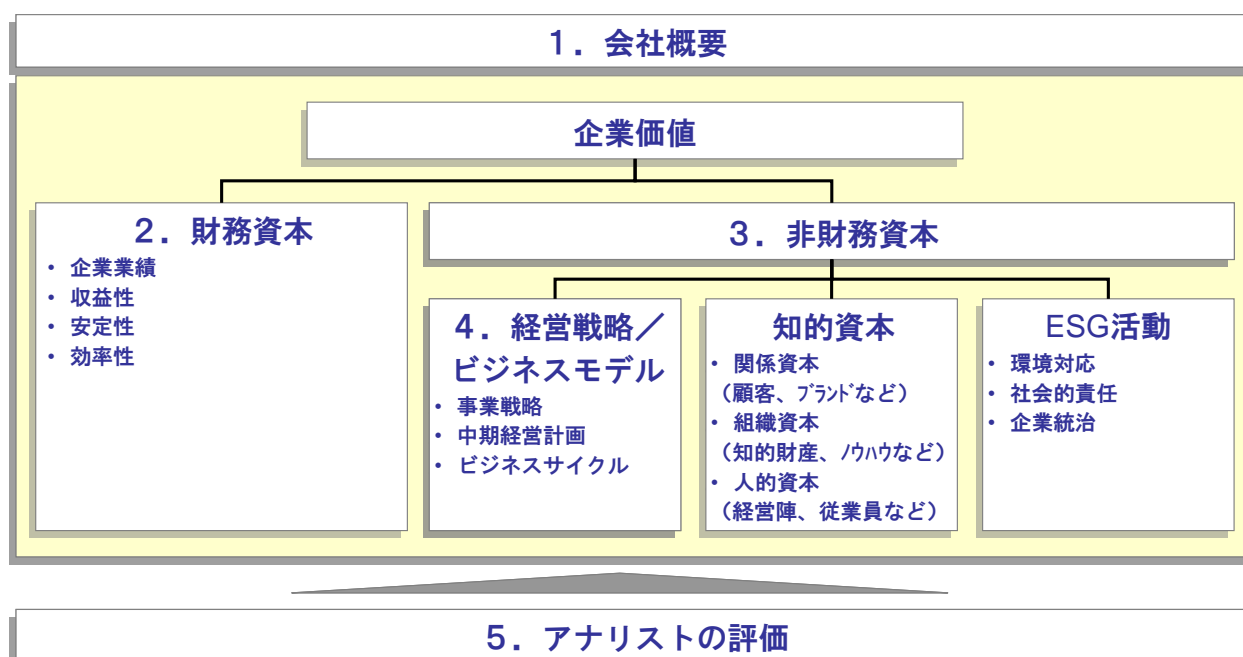 １．会社概要
企業価値
２．財務資本
・ 企業業績
・ 収益性
・ 安定性
・ 効率性
３．非財務資本
４．経営戦略／
ビジネスモデル
・ 事業戦略
・ 中期経営計画
・ ビジネスサイクル
知的資本
・ 関係資本
（顧客、ﾌﾞﾗﾝﾄﾞなど）
・ 組織資本
（知的財産、ﾉｳﾊｳなど）
・ 人的資本
（経営陣、従業員など）
ESG活動
・ 環境対応
・ 社会的責任
・ 企業統治
５．アナリストの評価